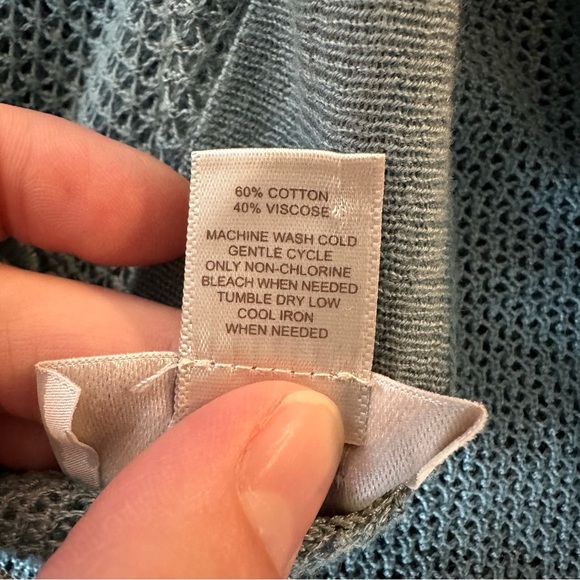 60% COTTON
40% VISCOSE
MACHINE WASH COLD
GENTLE CYCLE
ONLY NON-CHLORINE
BLEACH WHEN NEEDED
TUMBLE DRY LOW
COOL IRON
WHEN NEEDED